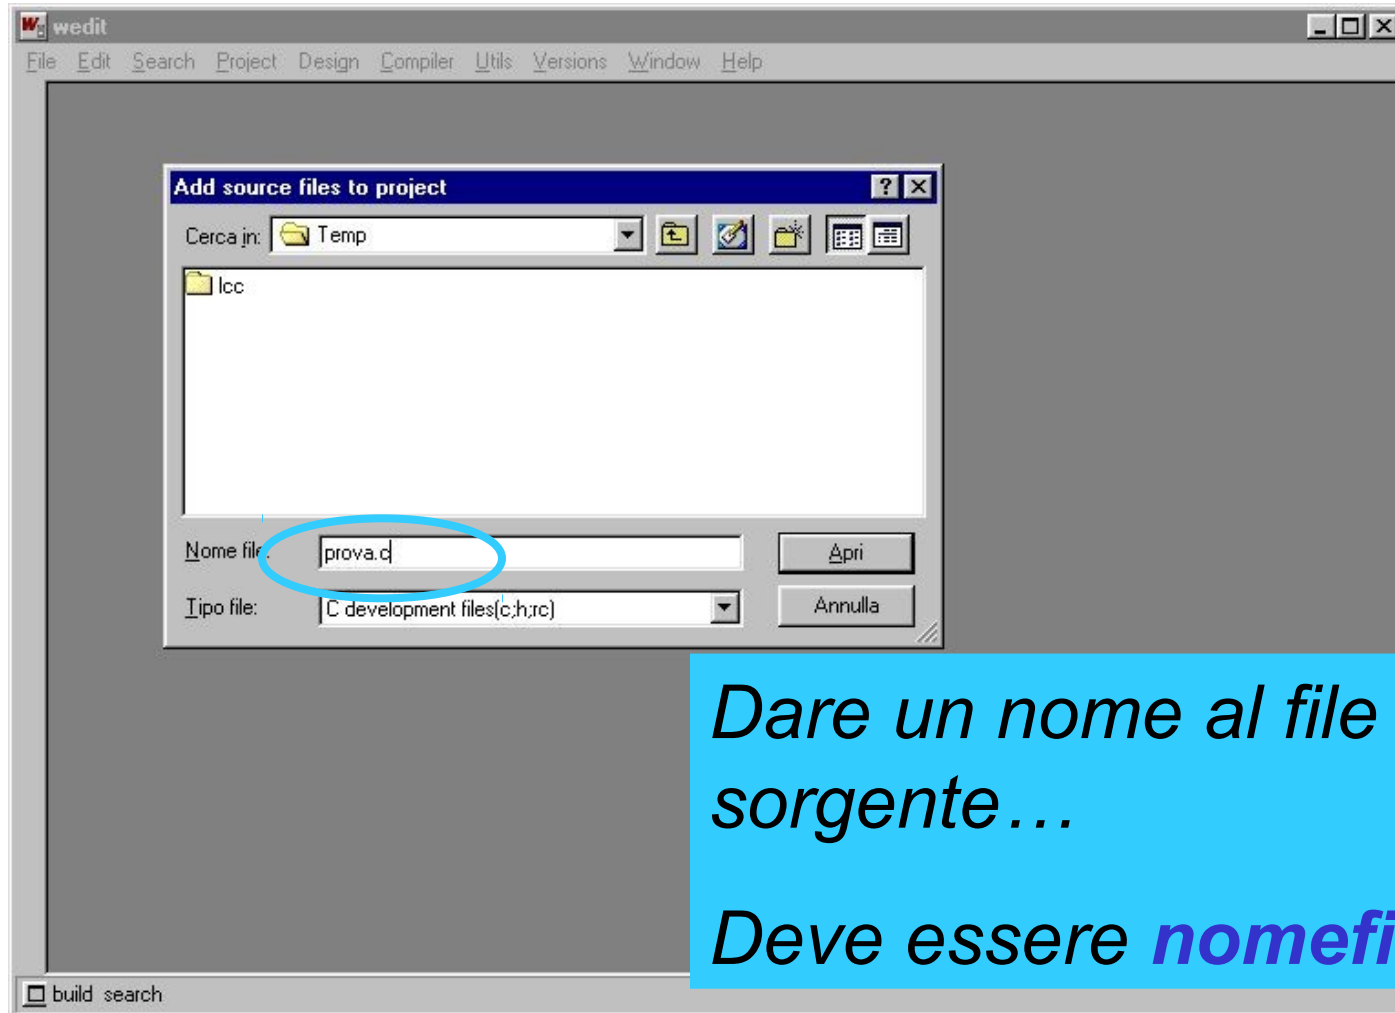 wedit
File Edit Search Project Design Compiler Utils Versions Window Help
Add source files to project
Cerca in: Temp
lcc
Nome file: prova.c Apri
Tipo file: C development files(c;h;rc) Annulla
Dare un nome al file
sorgente…
Deve essere nomefi
build search